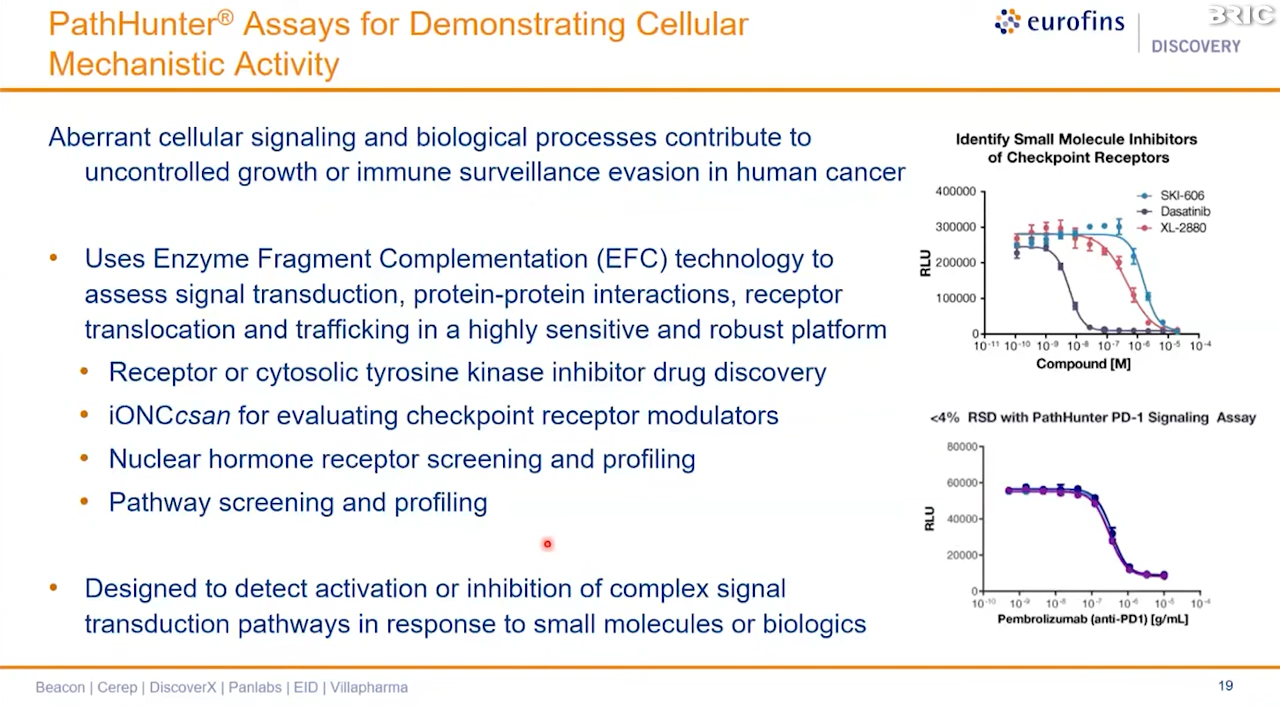 PathHunter® Assays for Demonstrating Cellular
Mechanistic Activity
eurofins
DISCOVERY
BRIC
Aberrant cellular signaling and biological processes contribute to
uncontrolled growth or immune surveillance evasion in human cancer
• Uses Enzyme Fragment Complementation (EFC) technology to
assess signal transduction, protein-protein interactions, receptor
translocation and trafficking in a highly sensitive and robust platform
• Receptor or cytosolic tyrosine kinase inhibitor drug discovery
• iONCcsan for evaluating checkpoint receptor modulators
• Nuclear hormone receptor screening and profiling
• Pathway screening and profiling
• Designed to detect activation or inhibition of complex signal
transduction pathways in response to small molecules or biologics
Identify Small Molecule Inhibitors
of Checkpoint Receptors
400000
300000
200000
100000
0
RLU
SKI-606
Dasatinib
XL-2880
10⁻¹¹ 10⁻¹⁰ 10⁻⁹ 10⁻⁸ 10⁻⁷ 10⁻⁶ 10⁻⁵ 10⁻⁴
Compound [M]
<4% RSD with PathHunter PD-1 Signaling Assay
80000
60000
40000
20000
0
RLU
10⁻¹⁰ 10⁻⁹ 10⁻⁸ 10⁻⁷ 10⁻⁶ 10⁻⁵ 10⁻⁴
Pembrolizumab (anti-PD1) [g/mL]
Beacon | Cerep | DiscoverX | Panlabs | EID | Villapharma
19